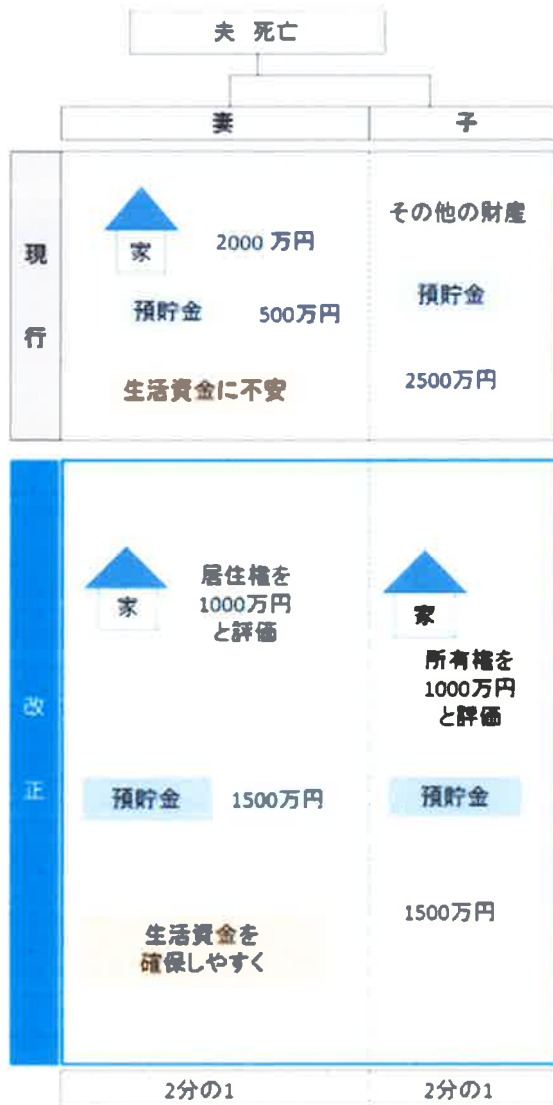 夫 死亡
妻
子
現行
家
2000 万円
預貯金
500万円
生活資金に不安
その他の財産
預貯金
2500万円
改正
家
居住権を
1000万円
と評価
預貯金
1500万円
生活資金を
確保しやすく
家
所有権を
1000万円
と評価
預貯金
1500万円
2分の1
2分の1